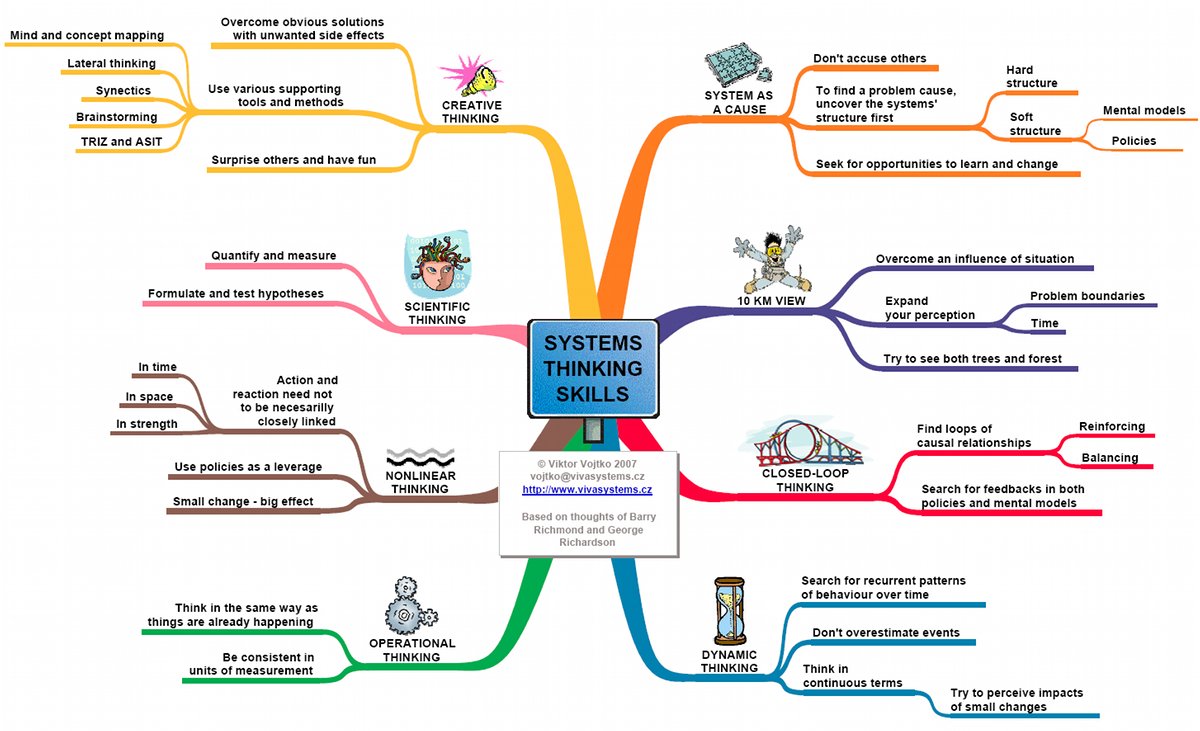 SYSTEMS
THINKING
SKILLS
© Viktor Vojtko 2007
vojtko@vivasystems.cz
http://www.vivasystems.cz
Based on thoughts of Barry
Richmond and George
Richardson
SYSTEM AS
A CAUSE
Don't accuse others
To find a problem cause,
uncover the systems'
structure first
Hard
structure
Soft
structure
Mental models
Policies
Seek for opportunities to learn and change
10 KM VIEW
Overcome an influence of situation
Expand
your perception
Problem boundaries
Time
Try to see both trees and forest
CLOSED-LOOP
THINKING
Find loops of
causal relationships
Reinforcing
Balancing
Search for feedbacks in both
policies and mental models
DYNAMIC
THINKING
Search for recurrent patterns
of behaviour over time
Don't overestimate events
Think in
continuous terms
Try to perceive impacts
of small changes
OPERATIONAL
THINKING
Think in the same way as
things are already happening
Be consistent in
units of measurement
NONLINEAR
THINKING
Action and
reaction need not
to be necesarilly
closely linked
In time
In space
In strength
Use policies as a leverage
Small change - big effect
SCIENTIFIC
THINKING
Quantify and measure
Formulate and test hypotheses
CREATIVE
THINKING
Overcome obvious solutions
with unwanted side effects
Use various supporting
tools and methods
Mind and concept mapping
Lateral thinking
Synectics
Brainstorming
TRIZ and ASIT
Surprise others and have fun